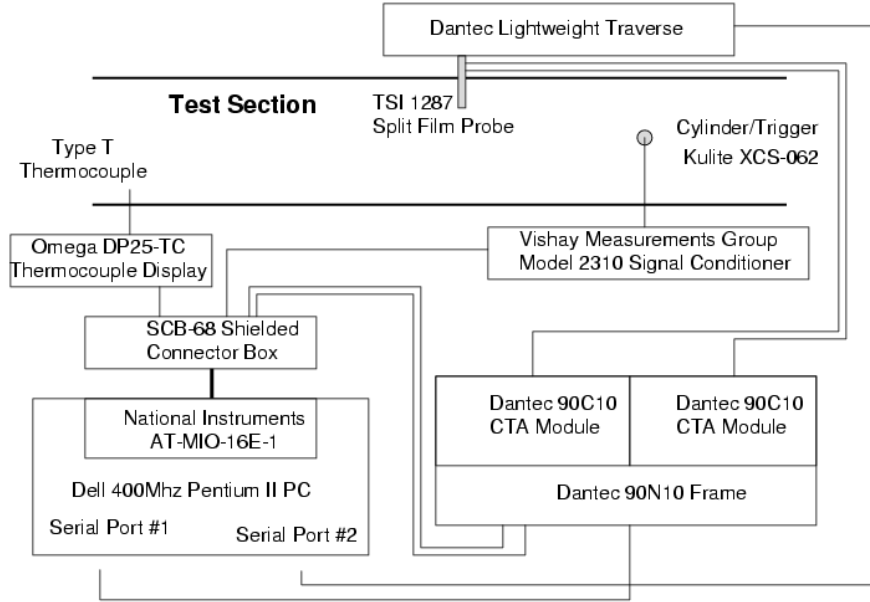 Dantec Lightweight Traverse
Test Section
TSI 1287
Split Film Probe
Cylinder/Trigger
Kulite XCS-062
Type T
Thermocouple
Omega DP25-TC
Thermocouple Display
Vishay Measurements Group
Model 2310 Signal Conditioner
SCB-68 Shielded
Connector Box
National Instruments
AT-MIO-16E-1
Dantec 90C10
CTA Module
Dantec 90C10
CTA Module
Dell 400Mhz Pentium II PC
Dantec 90N10 Frame
Serial Port #1
Serial Port #2